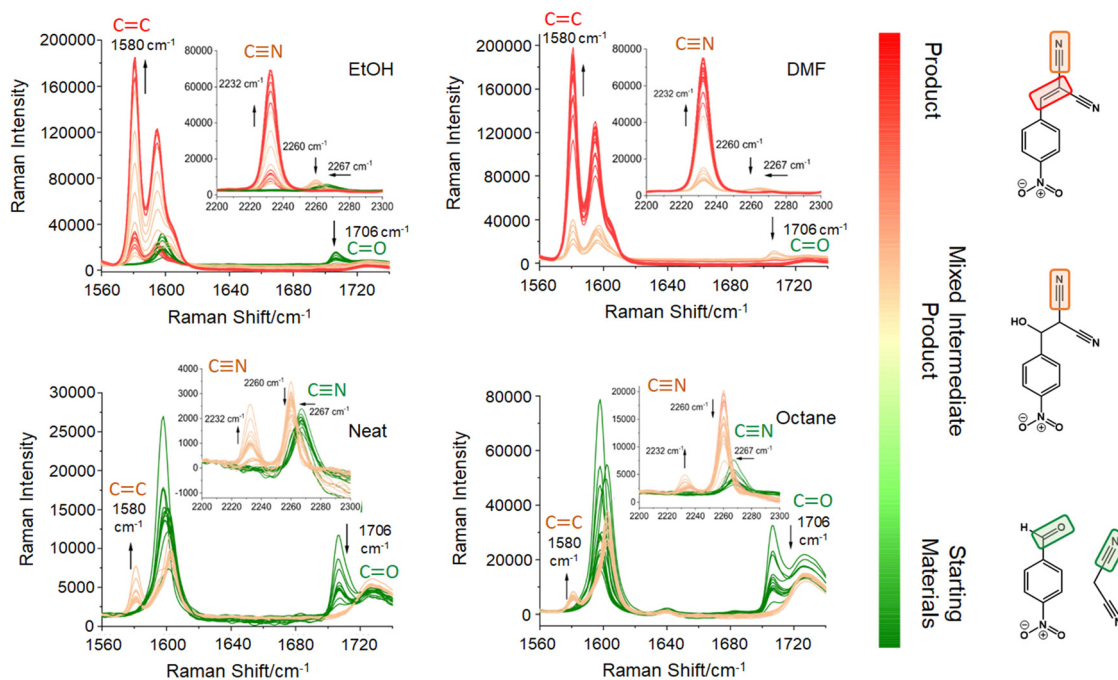 C=C
1580 cm-1
200000
160000
120000
80000
40000
0
1560
1600
1640
1680
1720
Raman Intensity
Raman Shift/cm-1
C≡N
EtOH
80000
60000
40000
20000
0
2200
2220
2240
2260
2280
2300
2232 cm-1
2260 cm-1
2267 cm-1
1706 cm-1
C=O
C=C
1580 cm-1
200000
160000
120000
80000
40000
0
1560
1600
1640
1680
1720
Raman Intensity
Raman Shift/cm-1
C≡N
DMF
80000
60000
40000
20000
0
2200
2220
2240
2260
2280
2300
2232 cm-1
2260 cm-1
2267 cm-1
1706 cm-1
C=O
30000
25000
20000
15000
10000
5000
0
1560
1600
1640
1680
1720
Raman Intensity
Raman Shift/cm-1
C≡N
C≡N
Neat
4000
3000
2000
1000
0
-1000
2200
2220
2240
2260
2280
2300
2232 cm-1
2260 cm-1
2267 cm-1
C=C
1580
cm-1
1706
cm-1
C=O
80000
60000
40000
20000
0
1560
1600
1640
1680
1720
Raman Intensity
Raman Shift/cm-1
C≡N
C≡N
Octane
20000
15000
10000
5000
0
2200
2220
2240
2260
2280
2300
2232 cm-1
2260 cm-1
2267 cm-1
C=C
1580
cm-1
C=O
1706
cm-1
Product
Mixed Intermediate
Product
Starting
Materials
N
N
O-
N+
O
N
HO
N
O-
N+
O
H
O
N
O-
N+
O
N